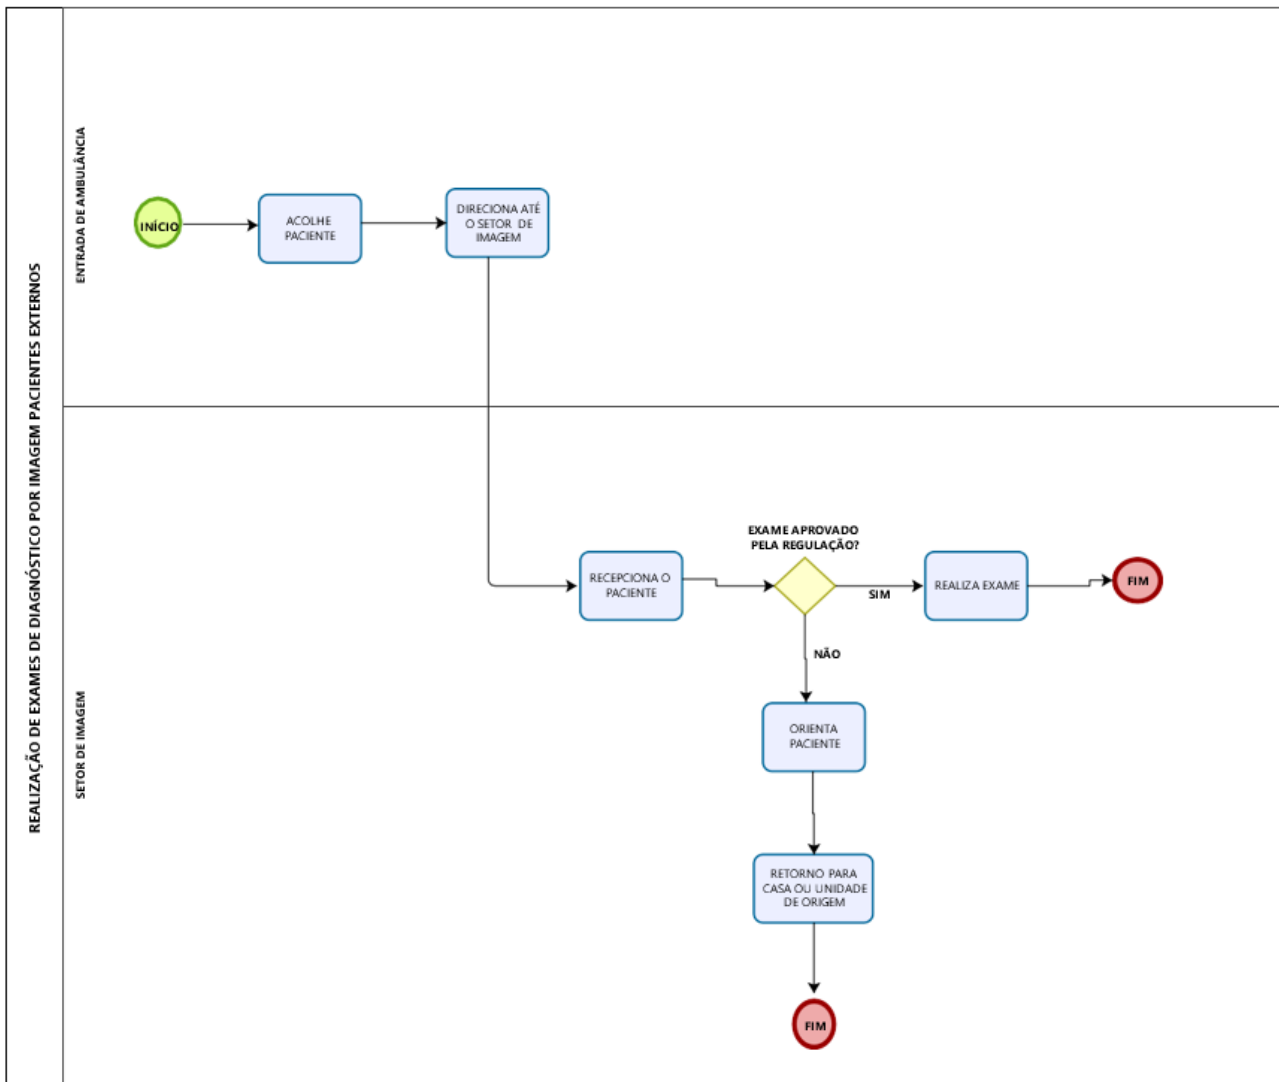 REALIZAÇÃO DE EXAMES DE DIAGNÓSTICO POR IMAGEM PACIENTES EXTERNOS
ENTRADA DE AMBULÂNCIA
INÍCIO
ACOLHE
PACIENTE
DIRECIONA ATÉ
O SETOR DE
IMAGEM
SETOR DE IMAGEM
RECEPCIONA O
PACIENTE
EXAME APROVADO
PELA REGULAÇÃO?
SIM
REALIZA EXAME
FIM
NÃO
ORIENTA
PACIENTE
RETORNO PARA
CASA OU UNIDADE
DE ORIGEM
FIM